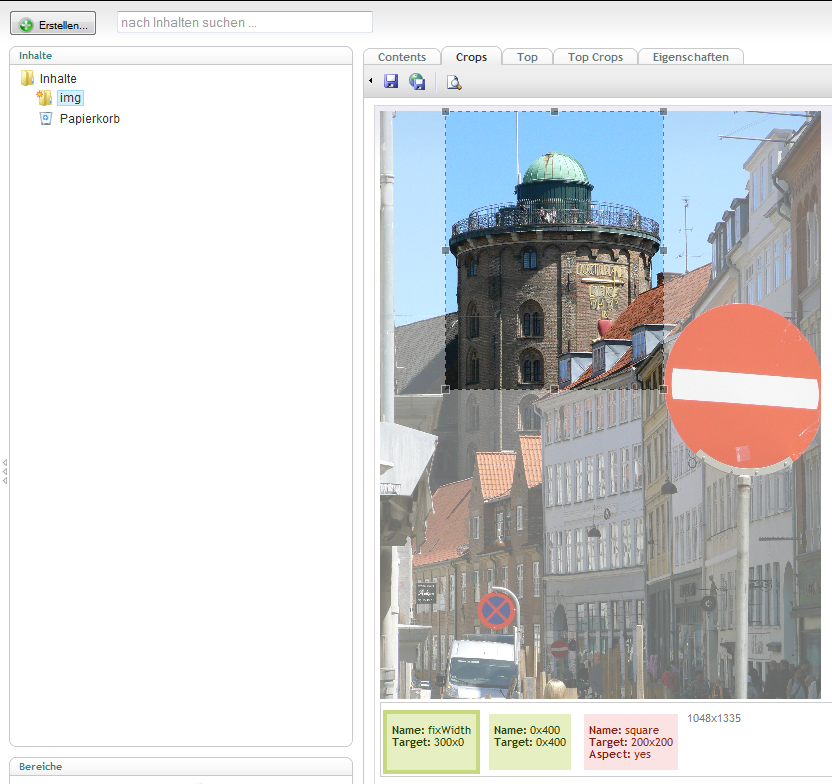 Erstellen...
nach Inhalten suchen ...
Inhalte
Inhalte
img
Papierkorb
Contents
Crops
Top
Top Crops
Eigenschaften
Name: fixWidth
Target: 300x0
Name: 0x400
Target: 0x400
Name: square
Target: 200x200
Aspect: yes
1048x1335
Bereiche